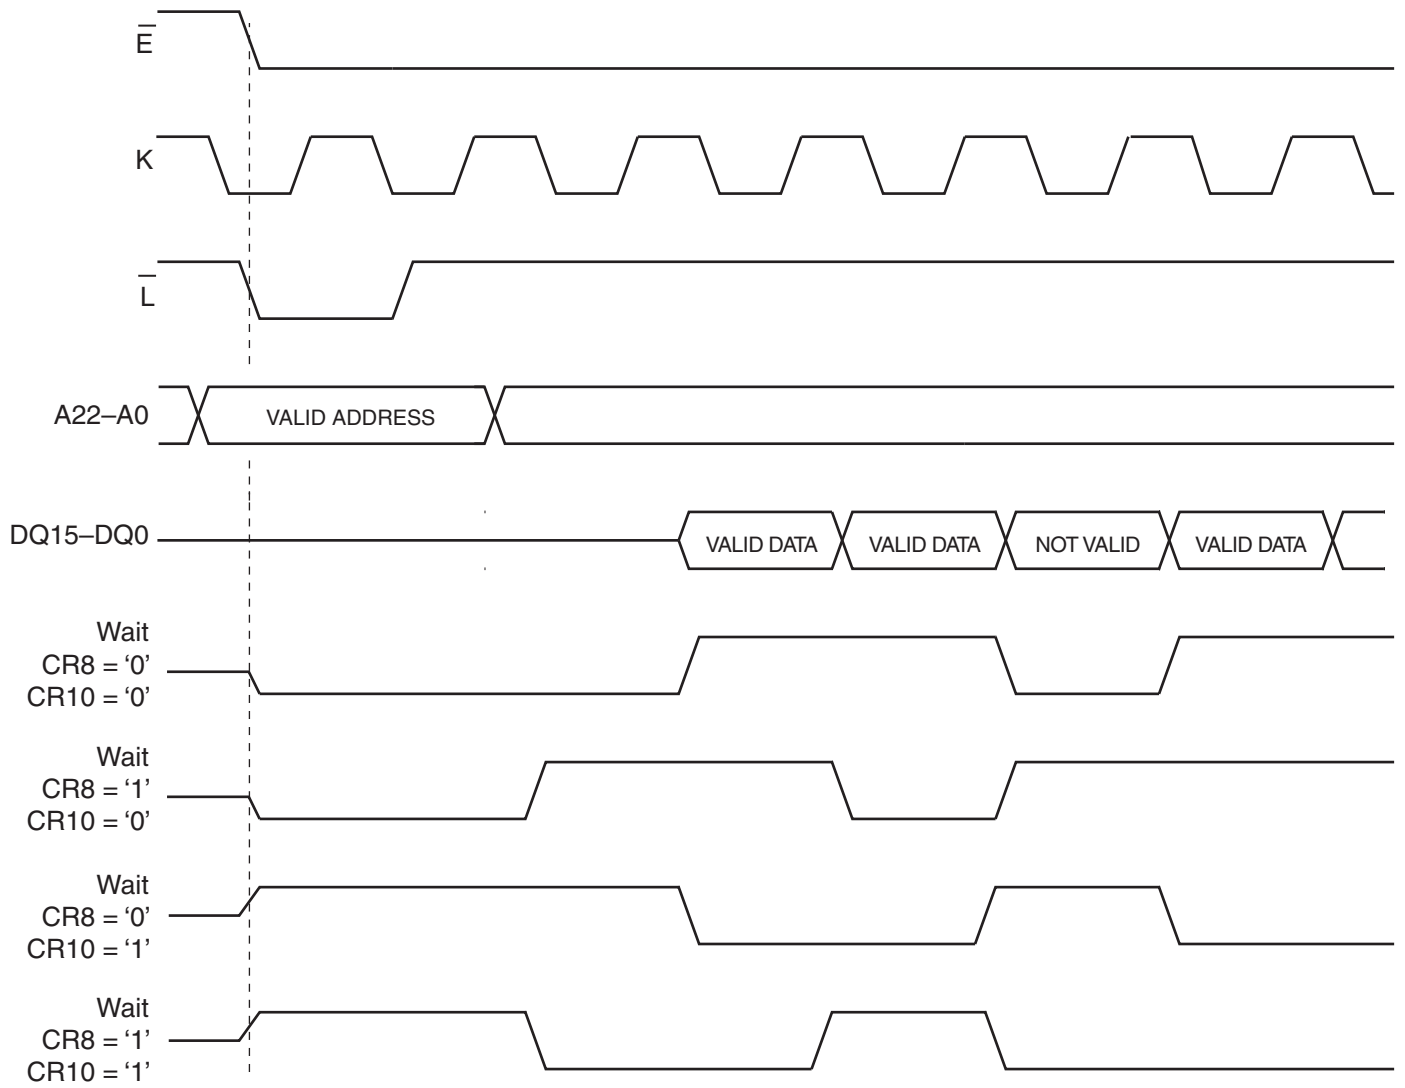 E̅
K
L̅
A22–A0
VALID ADDRESS
DQ15–DQ0
VALID DATA
VALID DATA
NOT VALID
VALID DATA
Wait
CR8 = ‘0’
CR10 = ‘0’
Wait
CR8 = ‘1’
CR10 = ‘0’
Wait
CR8 = ‘0’
CR10 = ‘1’
Wait
CR8 = ‘1’
CR10 = ‘1’